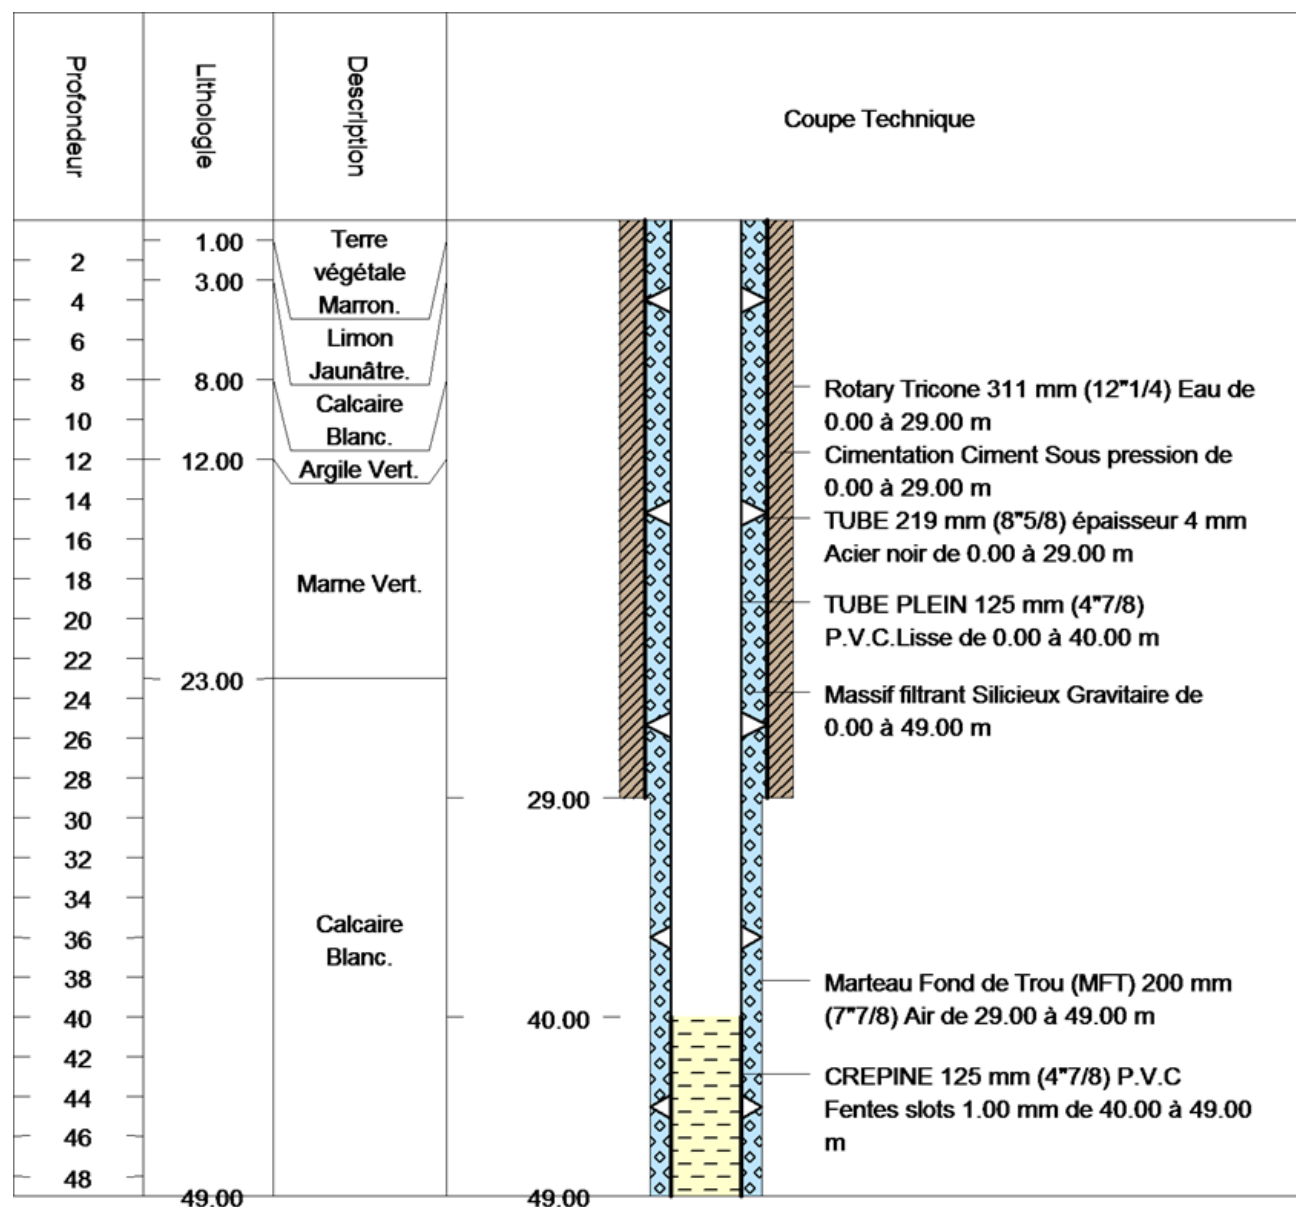 Profondeur
Lithologie
Description
Coupe Technique
2
4
6
8
10
12
14
16
18
20
22
24
26
28
30
32
34
36
38
40
42
44
46
48
1.00
3.00
8.00
12.00
23.00
49.00
Terre
végétale
Marron.
Limon
Jaunâtre.
Calcaire
Blanc.
Argile Vert.
Marne Vert.
Calcaire
Blanc.
29.00
40.00
49.00
Rotary Tricone 311 mm (12"1/4) Eau de
0.00 à 29.00 m
Cimentation Ciment Sous pression de
0.00 à 29.00 m
TUBE 219 mm (8"5/8) épaisseur 4 mm
Acier noir de 0.00 à 29.00 m
TUBE PLEIN 125 mm (4"7/8)
P.V.C.Lisse de 0.00 à 40.00 m
Massif filtrant Silicieux Gravitaire de
0.00 à 49.00 m
Marteau Fond de Trou (MFT) 200 mm
(7"7/8) Air de 29.00 à 49.00 m
CREPINE 125 mm (4"7/8) P.V.C
Fentes slots 1.00 mm de 40.00 à 49.00
m